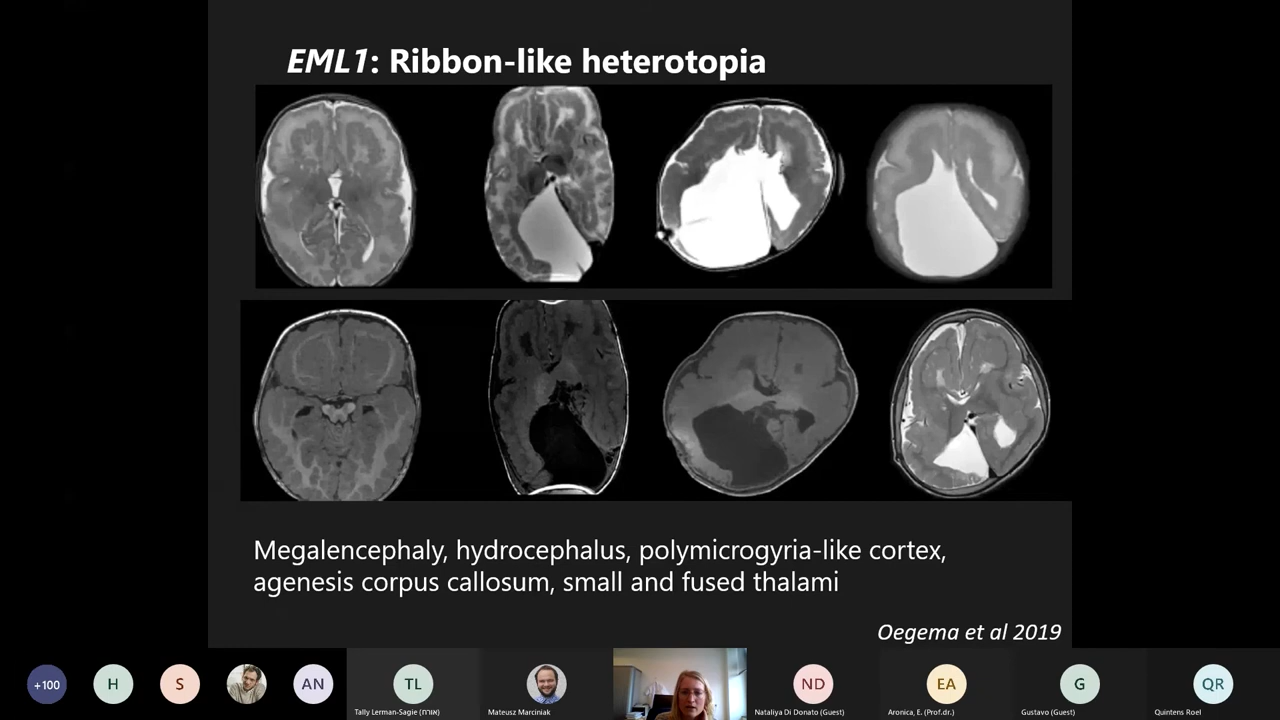 EML1: Ribbon-like heterotopia
Megalencephaly, hydrocephalus, polymicrogyria-like cortex,
agenesis corpus callosum, small and fused thalami
Oegema et al 2019
+100
H
S
AN
TL
ND
EA
G
QR
Tally Lerman-Sagie (אורח)
Mateusz Marciniak
Nataliya Di Donato (Guest)
Aronica, E. (Prof.dr.)
Gustavo (Guest)
Quintens Roel